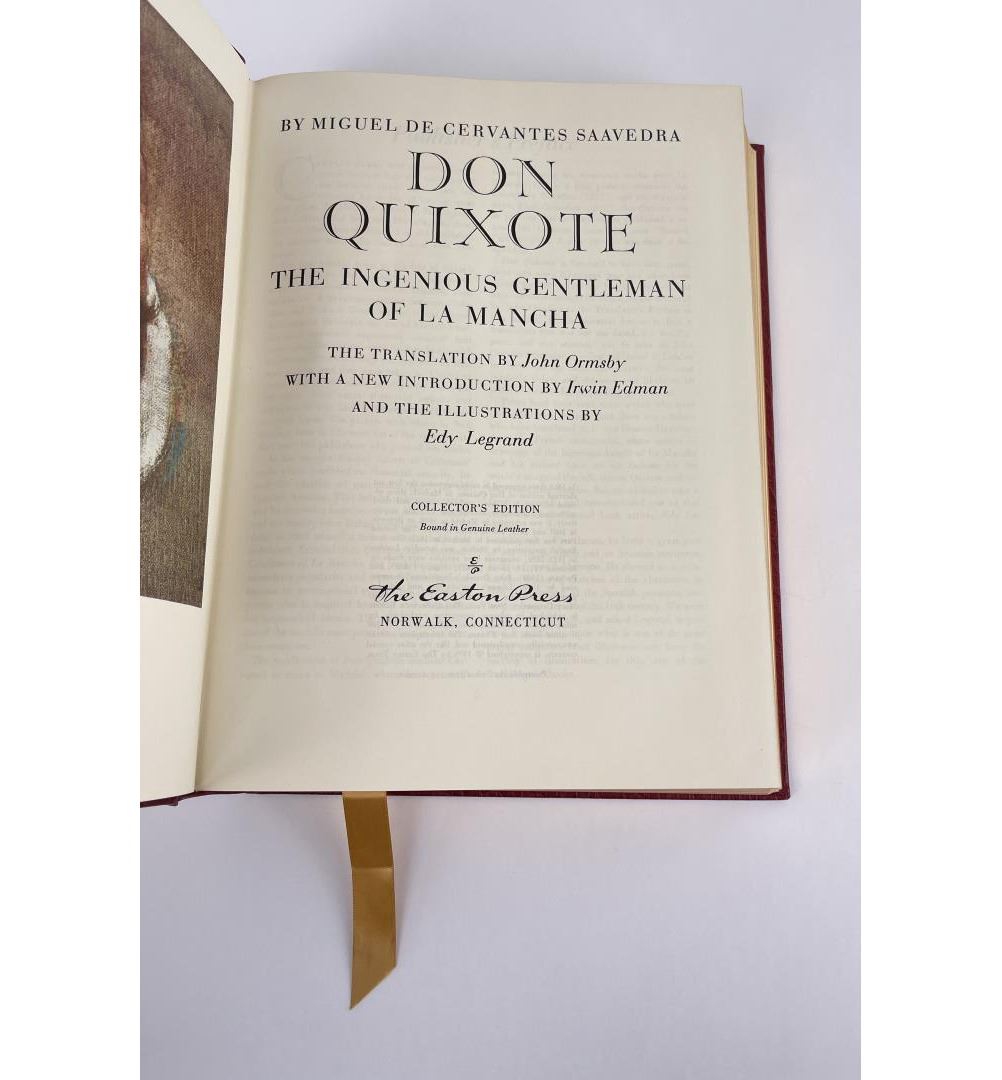 BY MIGUEL DE CERVANTES SAAVEDRA
DON
QUIXOTE
THE INGENIOUS GENTLEMAN
OF LA MANCHA
THE TRANSLATION BY John Ormsby
WITH A NEW INTRODUCTION BY Irwin Edman
AND THE ILLUSTRATIONS BY
Edy Legrand
COLLECTOR'S EDITION
Bound in Genuine Leather
E
P
The Easton Press
NORWALK, CONNECTICUT